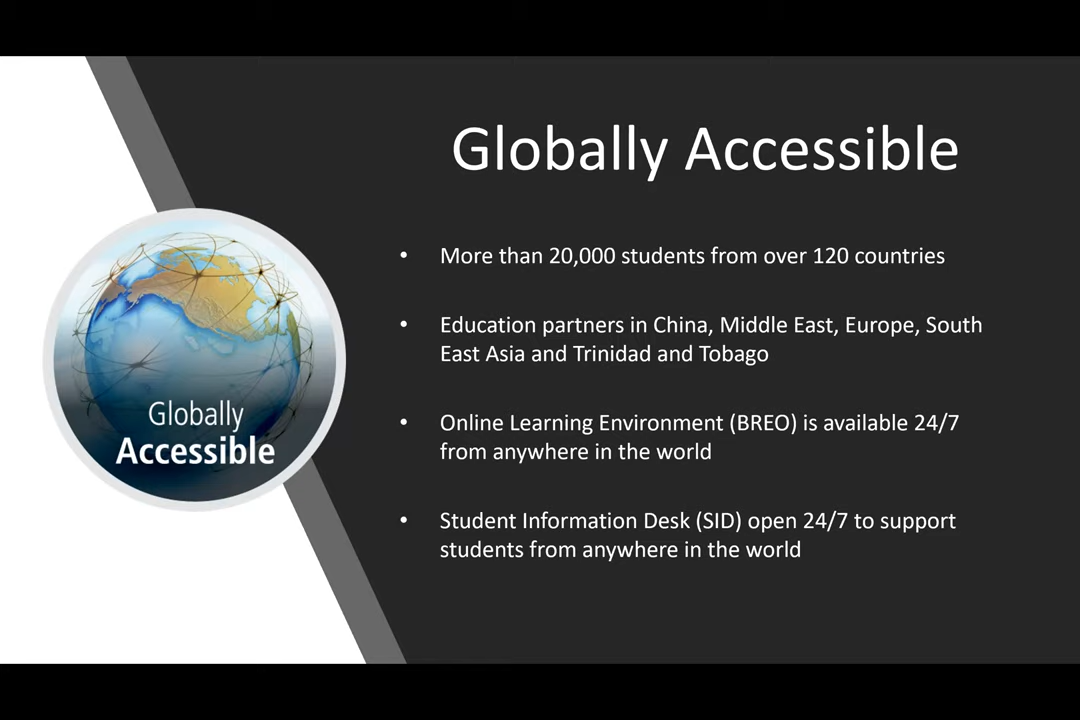 Globally Accessible
• More than 20,000 students from over 120 countries
• Education partners in China, Middle East, Europe, South
East Asia and Trinidad and Tobago
• Online Learning Environment (BREO) is available 24/7
from anywhere in the world
• Student Information Desk (SID) open 24/7 to support
students from anywhere in the world
Globally
Accessible